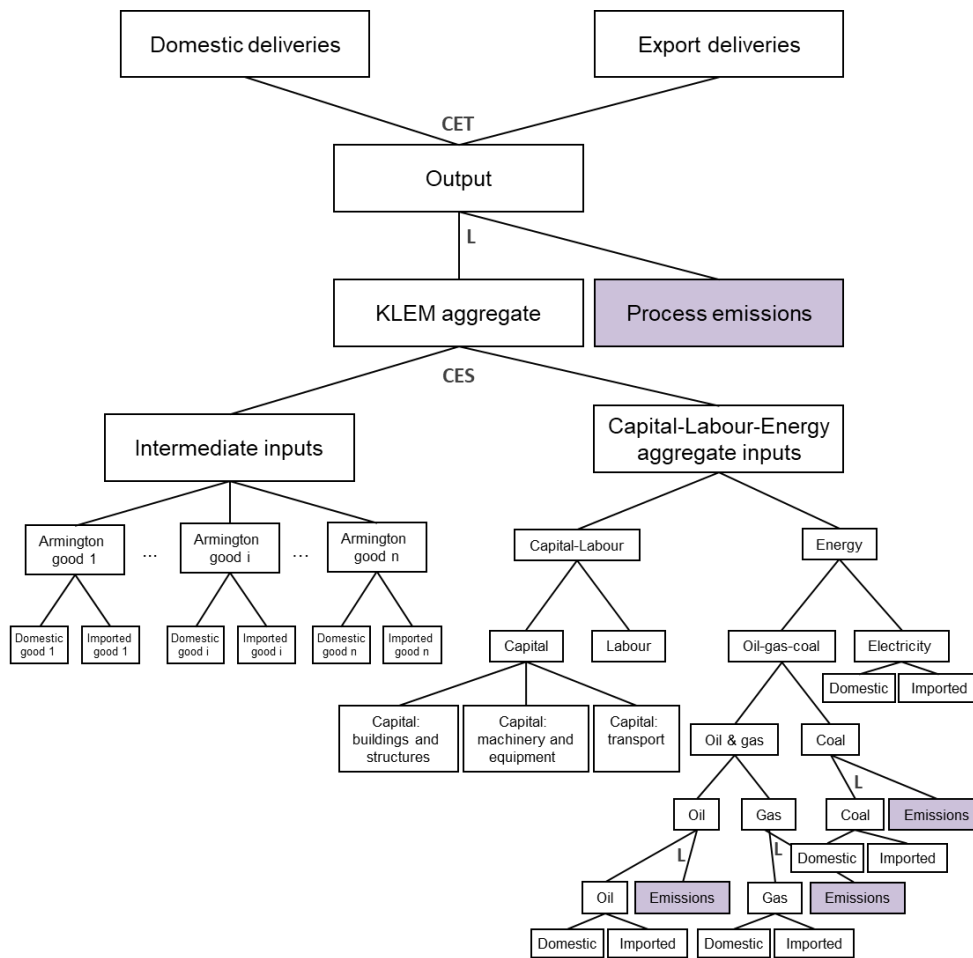 Domestic deliveries
Export deliveries
CET
Output
L
KLEM aggregate
Process emissions
CES
Intermediate inputs
Capital-Labour-Energy
aggregate inputs
Armington
good 1
...
Armington
good i
...
Armington
good n
Capital-Labour
Energy
Domestic
good 1
Imported
good 1
Domestic
good i
Imported
good i
Domestic
good n
Imported
good n
Capital
Labour
Oil-gas-coal
Electricity
Domestic
Imported
Capital:
buildings and
structures
Capital:
machinery and
equipment
Capital:
transport
Oil & gas
Coal
L
Oil
Gas
Coal
Emissions
L
L
Domestic
Imported
Oil
Emissions
Gas
Emissions
Domestic
Imported
Domestic
Imported